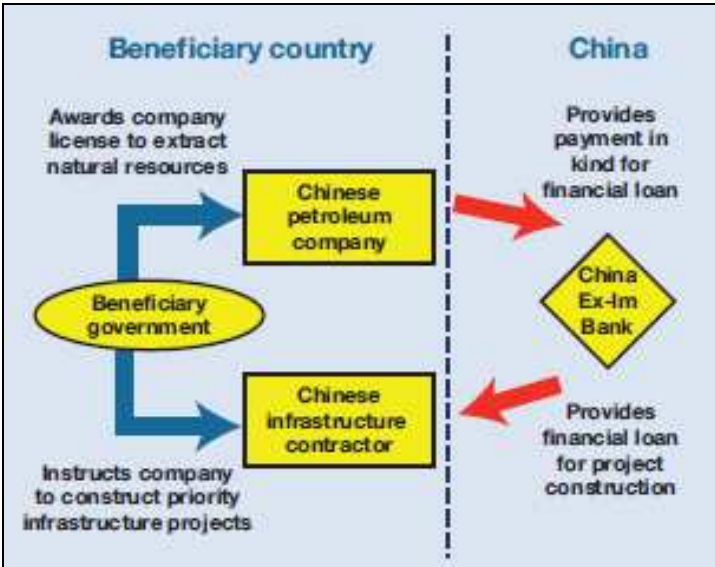 Beneficiary country
China
Awards company
license to extract
natural resources
Provides
payment in
kind for
financial loan
Chinese
petroleum
company
China
Ex-Im
Bank
Beneficiary
government
Chinese
infrastructure
contractor
Instructs company
to construct priority
infrastructure projects
Provides
financial loan
for project
construction